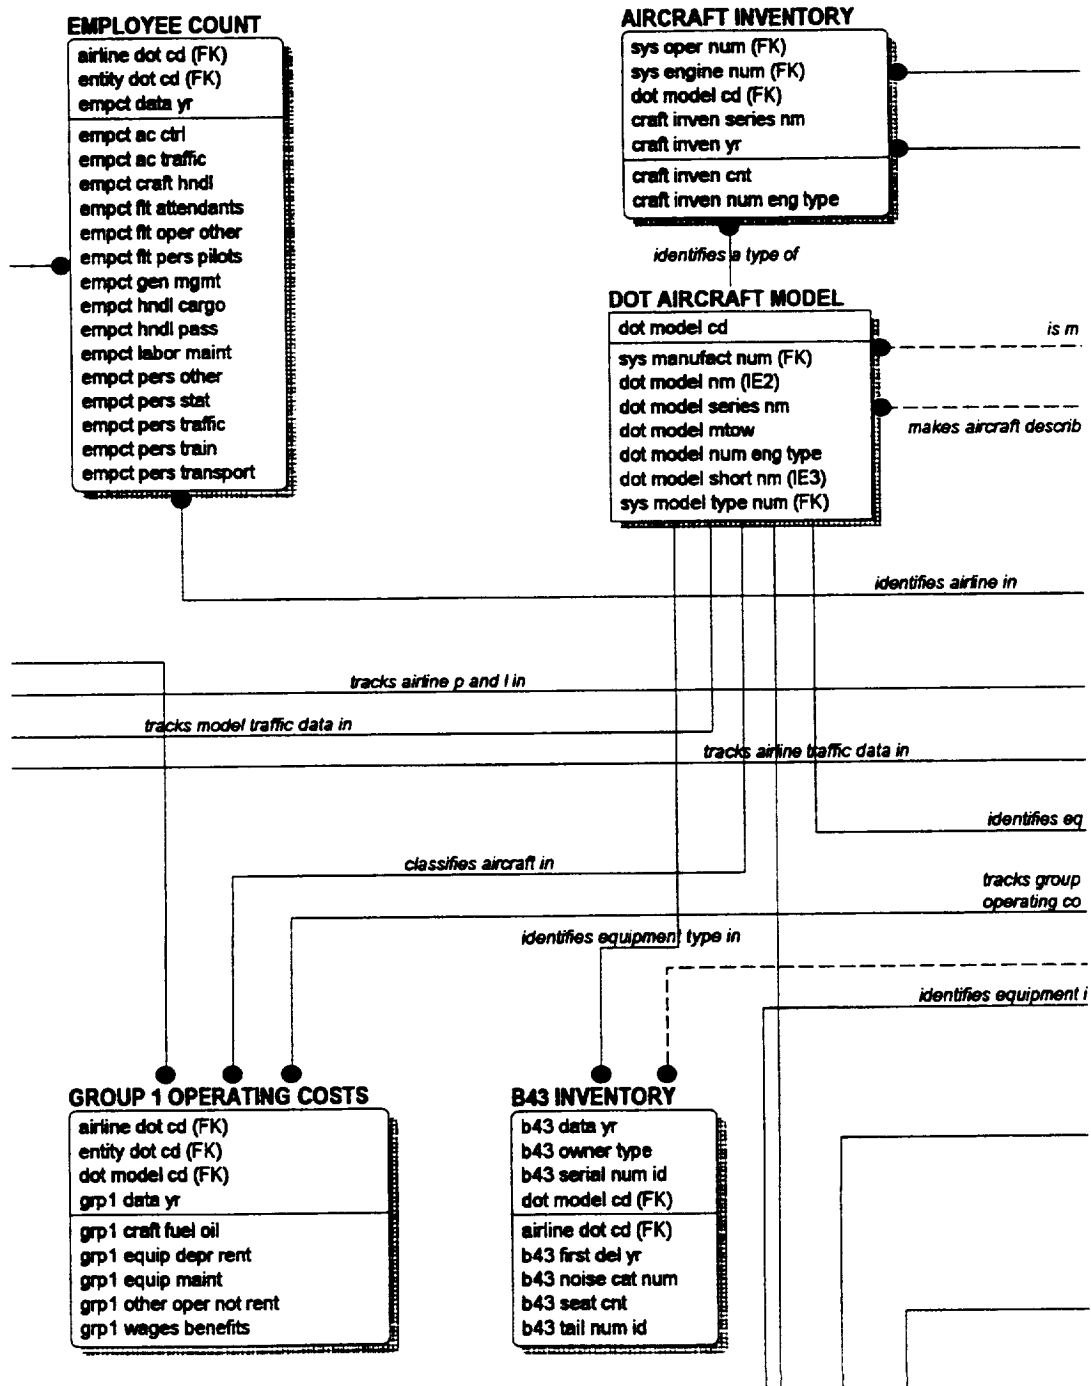 EMPLOYEE COUNT
airline dot cd (FK)
entity dot cd (FK)
empct data yr
empct ac ctrl
empct ac traffic
empct craft hndl
empct flt attendants
empct flt oper other
empct flt pers pilots
empct gen mgmt
empct hndl cargo
empct hndl pass
empct labor maint
empct pers other
empct pers stat
empct pers traffic
empct pers train
empct pers transport
AIRCRAFT INVENTORY
sys oper num (FK)
sys engine num (FK)
dot model cd (FK)
craft inven series nm
craft inven yr
craft inven cnt
craft inven num eng type
identifies a type of
DOT AIRCRAFT MODEL
dot model cd
sys manufact num (FK)
dot model nm (IE2)
dot model series nm
dot model mtow
dot model num eng type
dot model short nm (IE3)
sys model type num (FK)
is m
makes aircraft describ
identifies airline in
tracks airline p and l in
tracks model traffic data in
tracks airline traffic data in
identifies eq
classifies aircraft in
tracks group
operating co
identifies equipment type in
identifies equipment i
GROUP 1 OPERATING COSTS
airline dot cd (FK)
entity dot cd (FK)
dot model cd (FK)
grp1 data yr
grp1 craft fuel oil
grp1 equip depr rent
grp1 equip maint
grp1 other oper not rent
grp1 wages benefits
B43 INVENTORY
b43 data yr
b43 owner type
b43 serial num id
dot model cd (FK)
airline dot cd (FK)
b43 first del yr
b43 noise cat num
b43 seat cnt
b43 tail num id